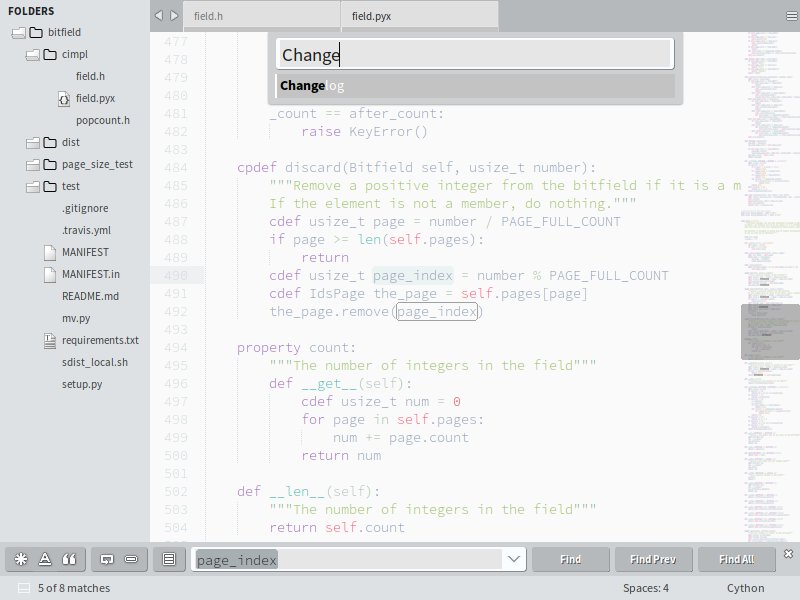 FOLDERS
bitfield
cimpl
field.h
field.pyx
popcount.h
dist
page_size_test
test
.gitignore
.travis.yml
MANIFEST
MANIFEST.in
README.md
mv.py
requirements.txt
sdist_local.sh
setup.py
field.h
field.pyx
Change
Changelog
477
478
479
480
481 _count == after_count:
482 raise KeyError()
483
484 cpdef discard(Bitfield self, usize_t number):
485 """Remove a positive integer from the bitfield if it is a m
486 If the element is not a member, do nothing."""
487 cdef usize_t page = number / PAGE_FULL_COUNT
488 if page >= len(self.pages):
489 return
490 cdef usize_t page_index = number % PAGE_FULL_COUNT
491 cdef IdsPage the_page = self.pages[page]
492 the_page.remove(page_index)
493
494 property count:
495 """The number of integers in the field"""
496 def __get__(self):
497 cdef usize_t num = 0
498 for page in self.pages:
499 num += page.count
500 return num
501
502 def __len__(self):
503 """The number of integers in the field"""
504 return self.count
page_index
Find
Find Prev
Find All
5 of 8 matches
Spaces: 4
Cython